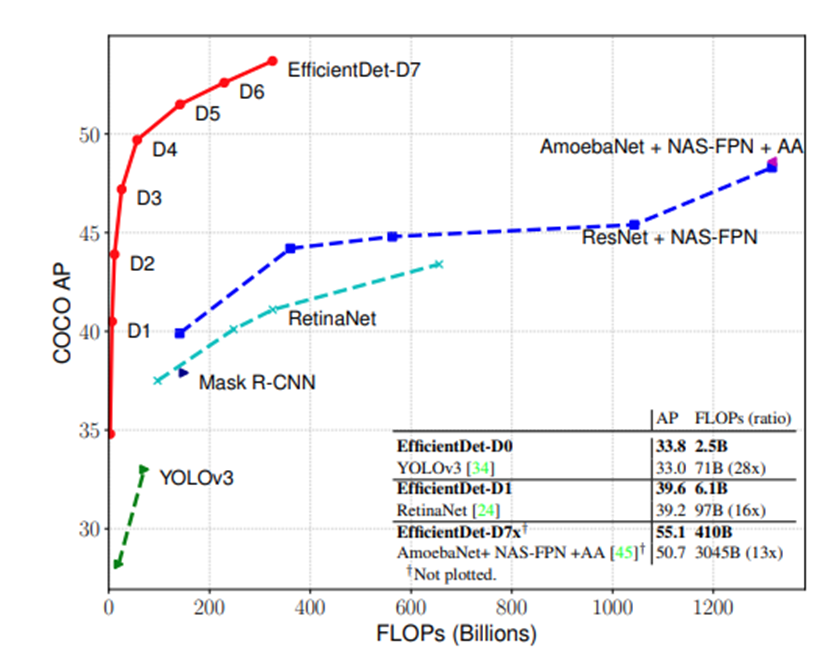 EfficientDet-D7
D6
D5
AmoebaNet + NAS-FPN + AA
D4
D3
ResNet + NAS-FPN
D2
D1
RetinaNet
Mask R-CNN
YOLOv3
COCO AP
50
45
40
35
30
AP FLOPs (ratio)
EfficientDet-D0 33.8 2.5B
YOLOv3 [34] 33.0 71B (28x)
EfficientDet-D1 39.6 6.1B
RetinaNet [24] 39.2 97B (16x)
EfficientDet-D7x† 55.1 410B
AmoebaNet+ NAS-FPN +AA [45]† 50.7 3045B (13x)
†Not plotted.
0 200 400 600 800 1000 1200
FLOPs (Billions)